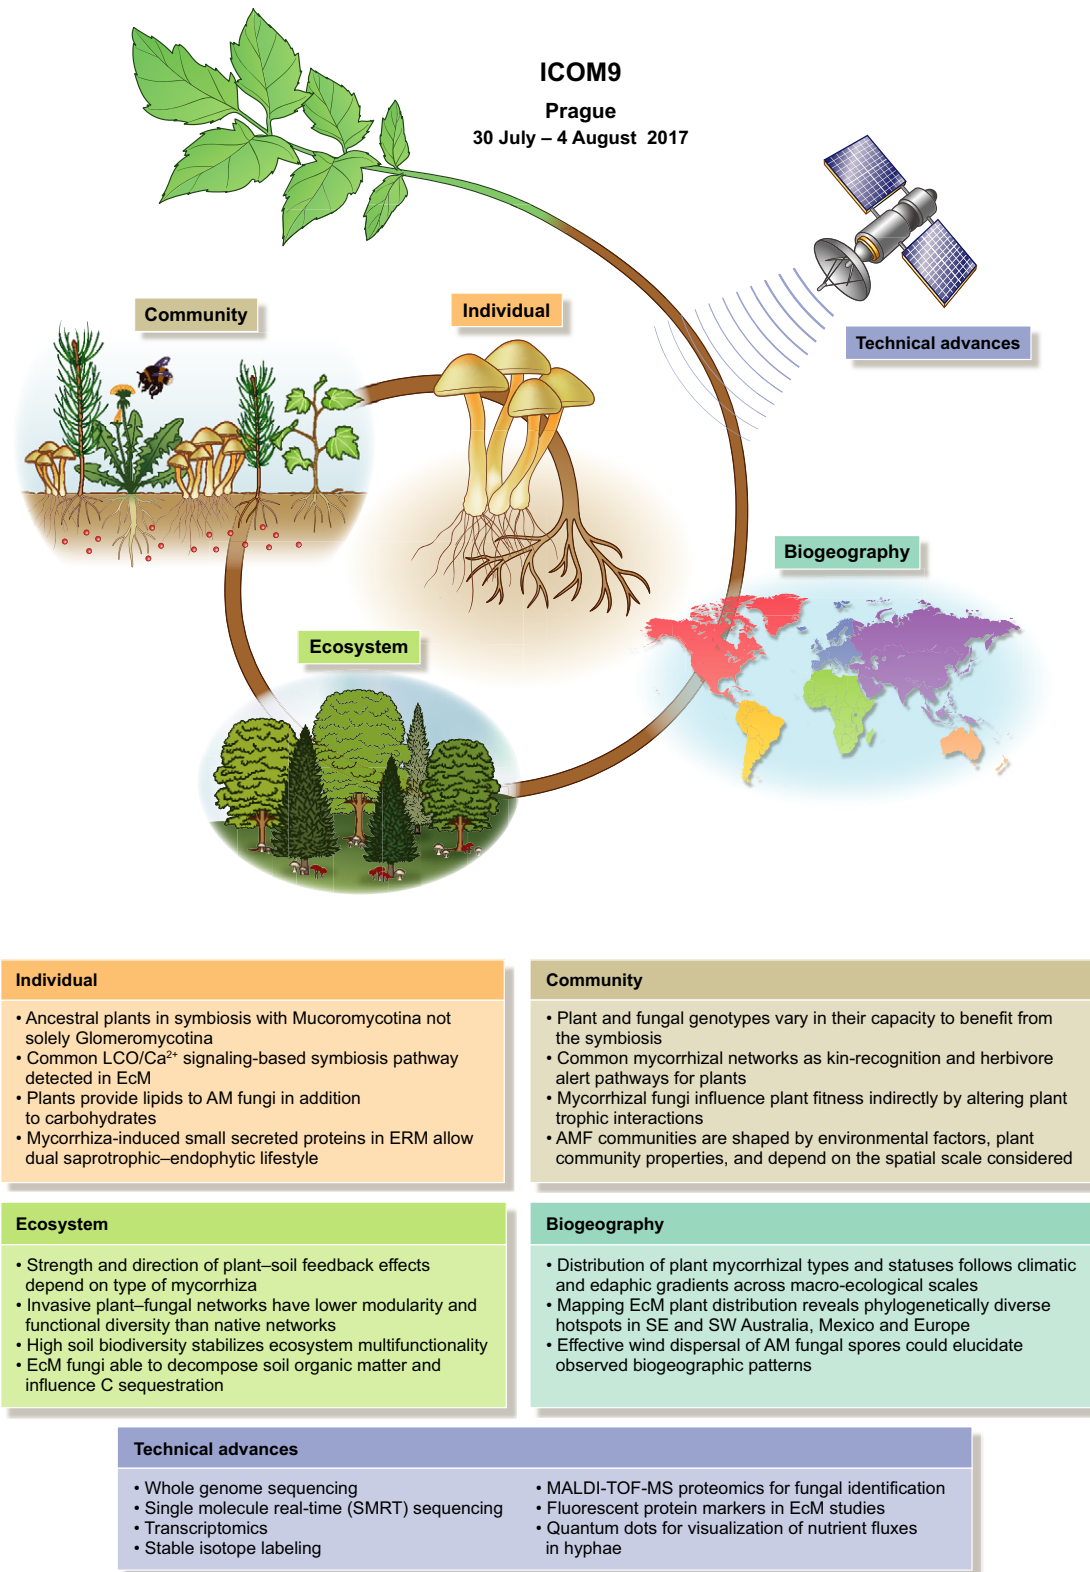 ICOM9
Prague
30 July – 4 August 2017
Community
Individual
Technical advances
Biogeography
Ecosystem
Individual
• Ancestral plants in symbiosis with Mucoromycotina not
solely Glomeromycotina
• Common LCO/Ca²⁺ signaling-based symbiosis pathway
detected in EcM
• Plants provide lipids to AM fungi in addition
to carbohydrates
• Mycorrhiza-induced small secreted proteins in ERM allow
dual saprotrophic–endophytic lifestyle
Community
• Plant and fungal genotypes vary in their capacity to benefit from
the symbiosis
• Common mycorrhizal networks as kin-recognition and herbivore
alert pathways for plants
• Mycorrhizal fungi influence plant fitness indirectly by altering plant
trophic interactions
• AMF communities are shaped by environmental factors, plant
community properties, and depend on the spatial scale considered
Ecosystem
• Strength and direction of plant–soil feedback effects
depend on type of mycorrhiza
• Invasive plant–fungal networks have lower modularity and
functional diversity than native networks
• High soil biodiversity stabilizes ecosystem multifunctionality
• EcM fungi able to decompose soil organic matter and
influence C sequestration
Biogeography
• Distribution of plant mycorrhizal types and statuses follows climatic
and edaphic gradients across macro-ecological scales
• Mapping EcM plant distribution reveals phylogenetically diverse
hotspots in SE and SW Australia, Mexico and Europe
• Effective wind dispersal of AM fungal spores could elucidate
observed biogeographic patterns
Technical advances
• Whole genome sequencing
• Single molecule real-time (SMRT) sequencing
• Transcriptomics
• Stable isotope labeling
• MALDI-TOF-MS proteomics for fungal identification
• Fluorescent protein markers in EcM studies
• Quantum dots for visualization of nutrient fluxes
in hyphae